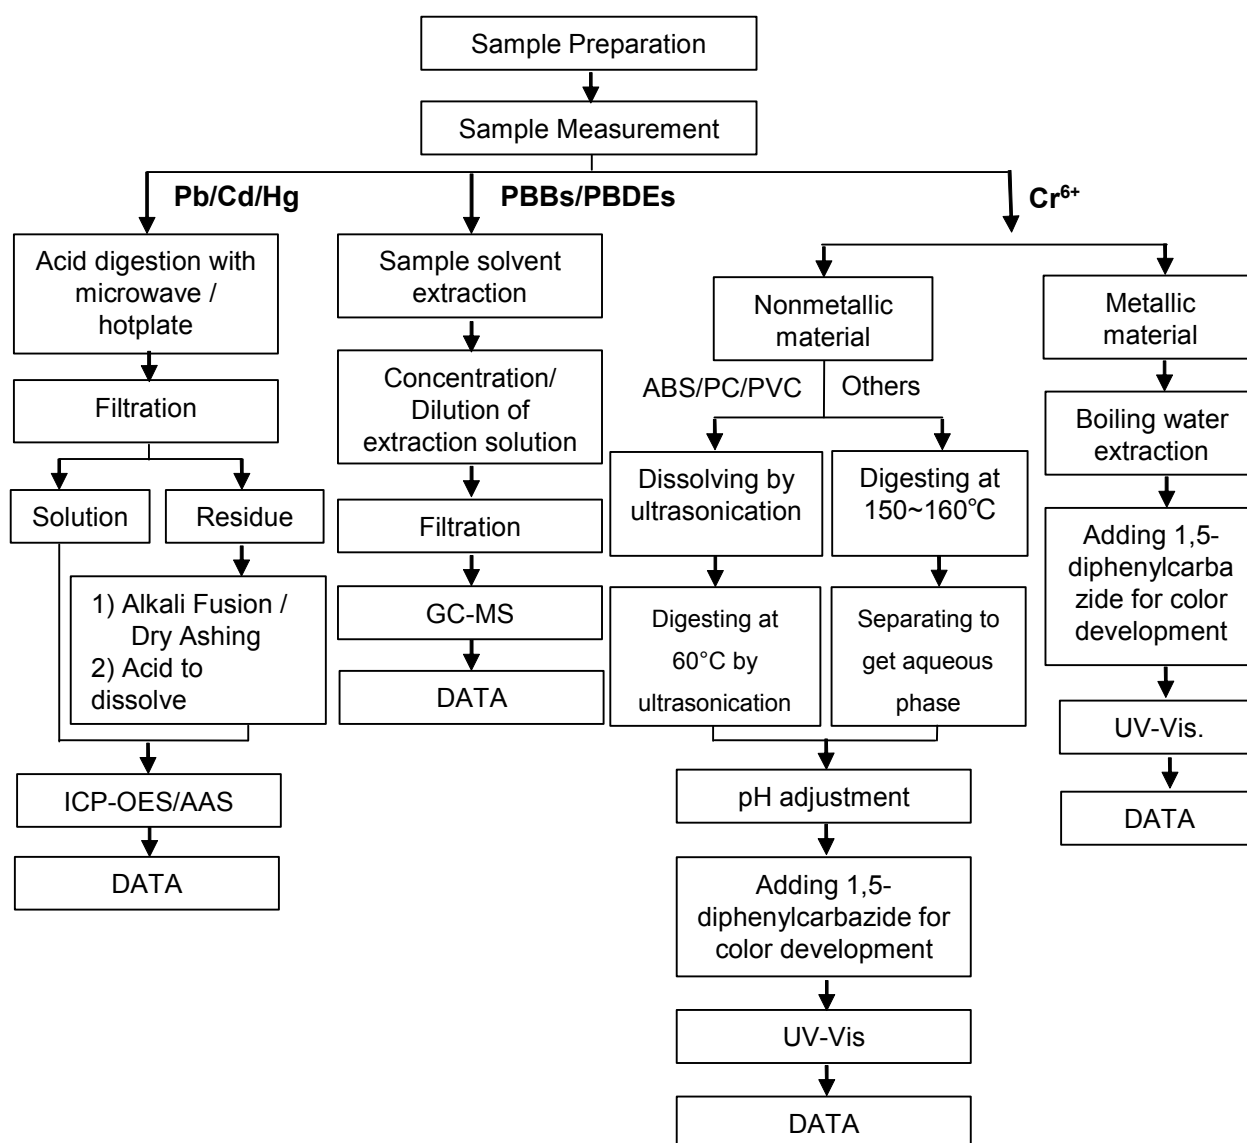 Sample Preparation
Sample Measurement
Pb/Cd/Hg
PBBs/PBDEs
Cr⁶⁺
Acid digestion with
microwave /
hotplate
Filtration
Solution
Residue
1) Alkali Fusion /
Dry Ashing
2) Acid to
dissolve
ICP-OES/AAS
DATA
Sample solvent
extraction
Concentration/
Dilution of
extraction solution
Filtration
GC-MS
DATA
Nonmetallic
material
ABS/PC/PVC
Others
Dissolving by
ultrasonication
Digesting at
60°C by
ultrasonication
Digesting at
150~160℃
Separating to
get aqueous
phase
pH adjustment
Adding 1,5-
diphenylcarbazide for
color development
UV-Vis
DATA
Metallic
material
Boiling water
extraction
Adding 1,5-
diphenylcarba
zide for color
development
UV-Vis.
DATA